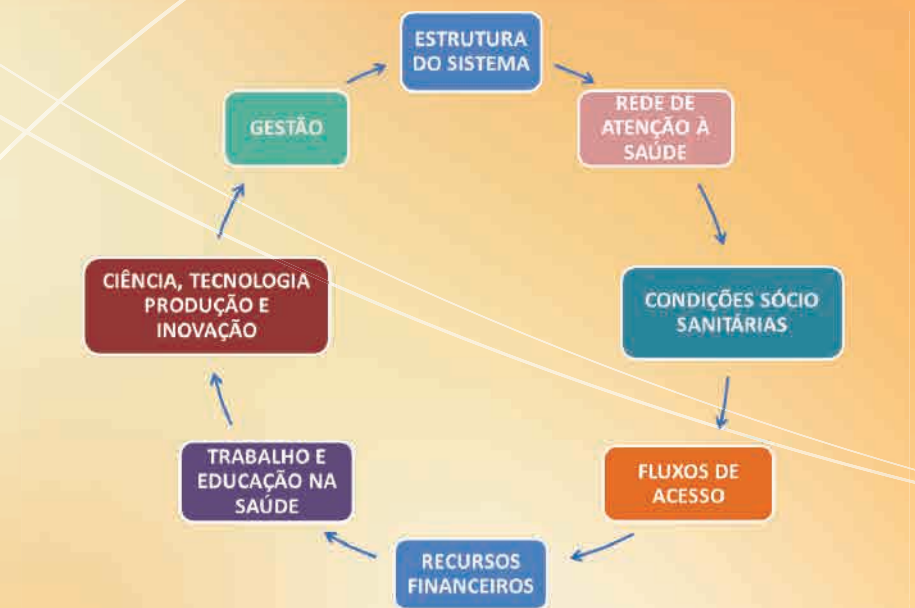 ESTRUTURA
DO SISTEMA
REDE DE
ATENÇÃO À
SAÚDE
CONDIÇÕES SÓCIO
SANITÁRIAS
FLUXOS DE
ACESSO
RECURSOS
FINANCEIROS
TRABALHO E
EDUCAÇÃO NA
SAÚDE
CIÊNCIA, TECNOLOGIA
PRODUÇÃO E
INOVAÇÃO
GESTÃO